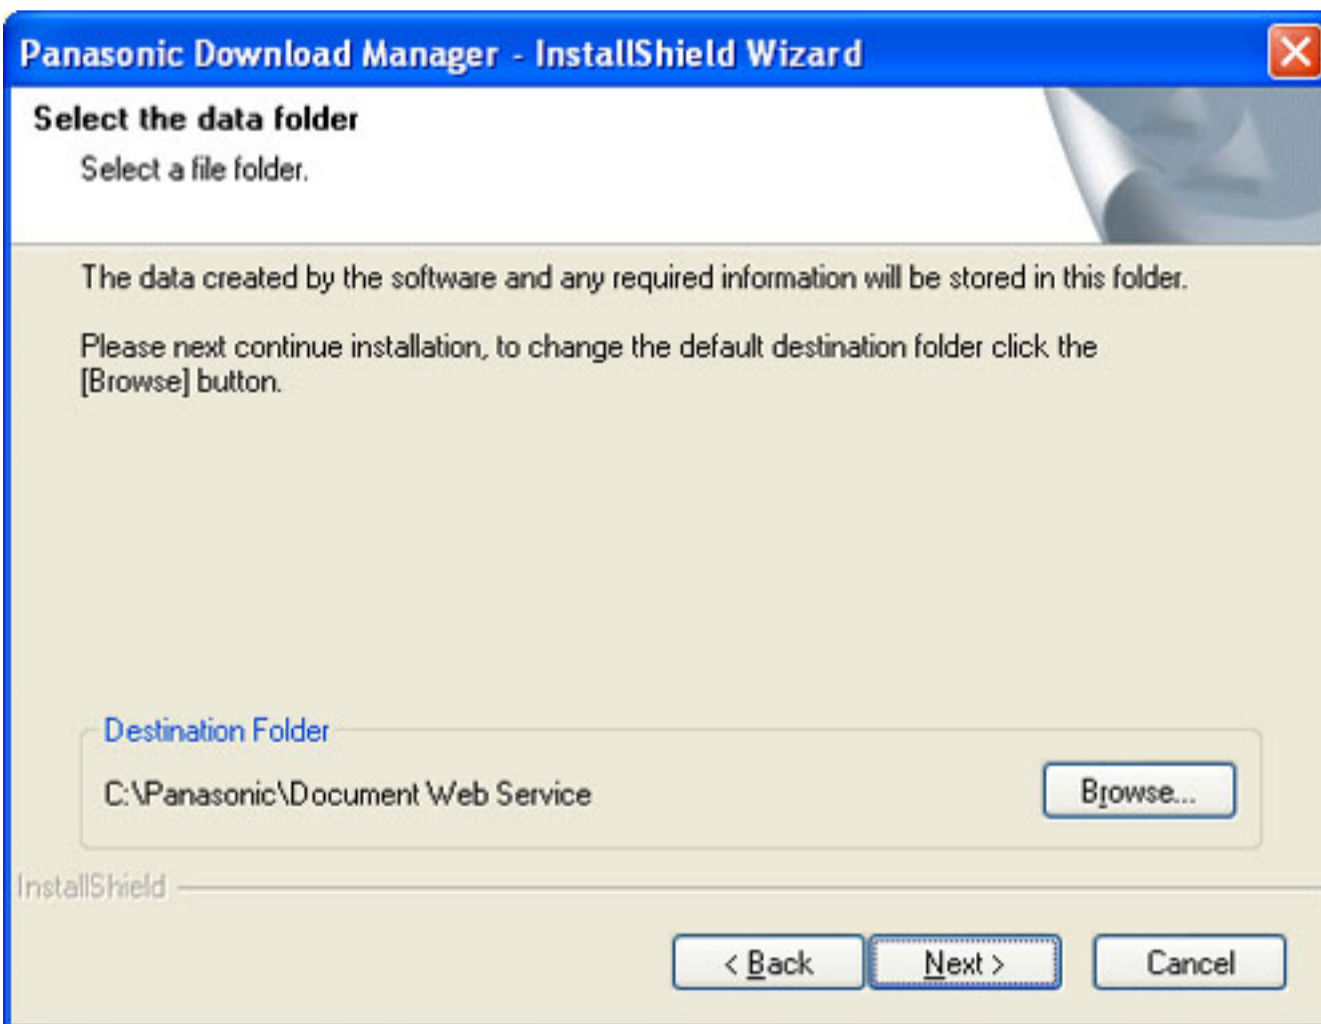 Panasonic Download Manager - InstallShield Wizard
Select the data folder
Select a file folder.
The data created by the software and any required information will be stored in this folder.
Please next continue installation, to change the default destination folder click the
[Browse] button.
Destination Folder
C:\Panasonic\Document Web Service
Browse...
InstallShield
< Back
Next >
Cancel